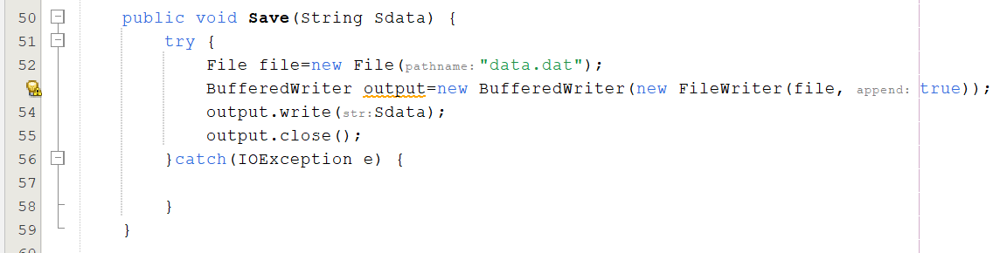 50 public void Save(String Sdata) {
51 try {
52 File file=new File(pathname: "data.dat");
BufferedWriter output=new BufferedWriter(new FileWriter(file, append: true));
54 output.write(str: Sdata);
55 output.close();
56 }catch(IOException e) {
57
58 }
59 }